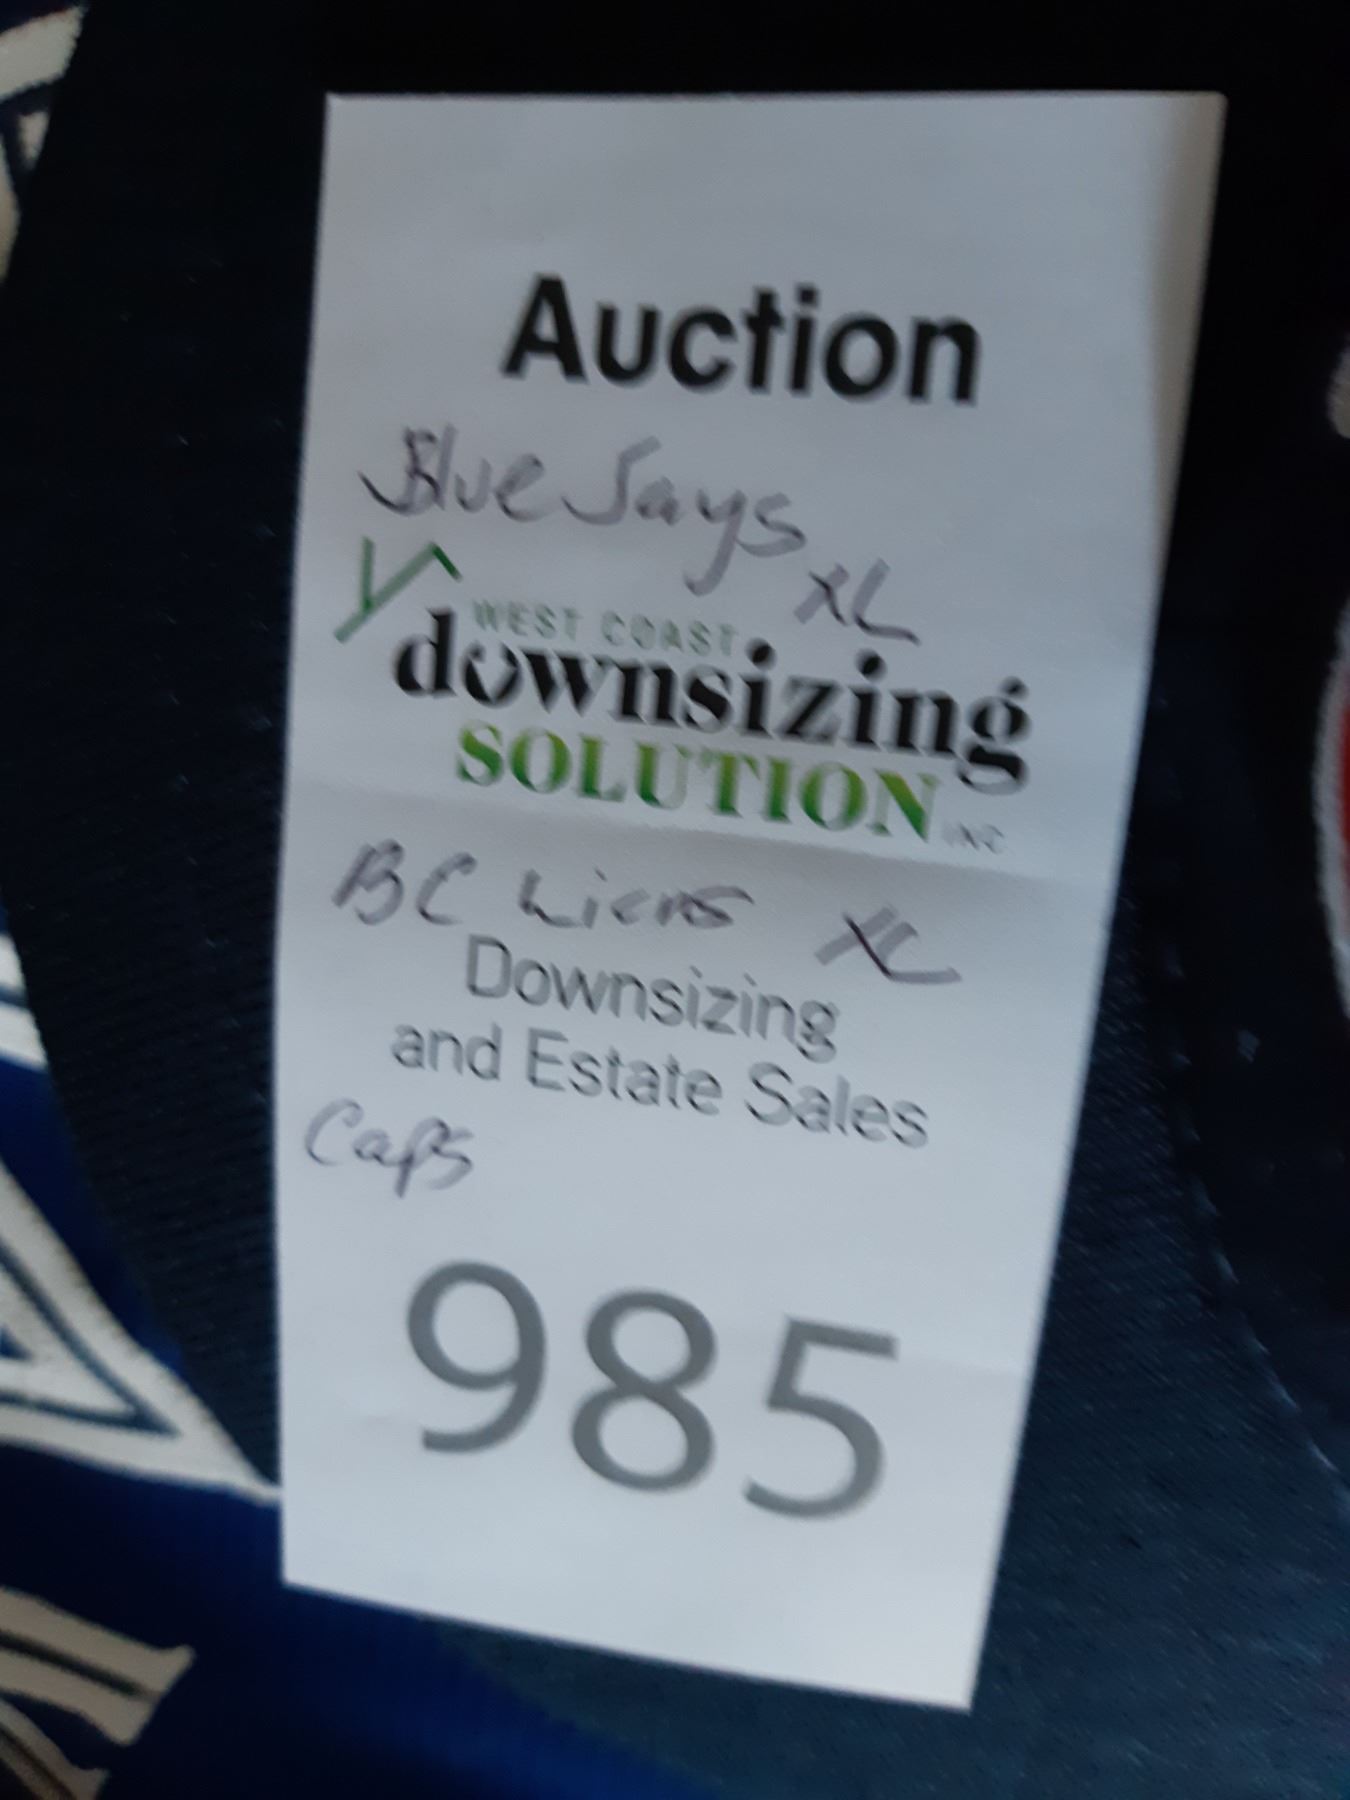 Auction
Blue Jays
XL
WEST COAST
downsizing
SOLUTION INC
BC Lions XL
Downsizing
and Estate Sales
Caps
985